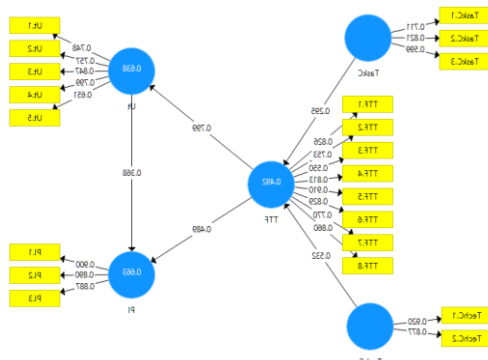 TaskC.1
0.711
TaskC.2
0.821
TaskC.3
0.599
TaskC
Ut.1
0.748
Ut.2
0.757
Ut.3
0.847
Ut.4
0.799
Ut.5
0.651
0.638
Ut
0.295
0.799
TTF.1
0.826
TTF.2
0.753
TTF.3
0.550
TTF.4
0.813
TTF.5
0.910
TTF.6
0.829
TTF.7
0.770
TTF.8
0.860
0.492
TTF
0.368
0.489
0.532
PI.1
0.900
PI.2
0.890
PI.3
0.887
0.663
PI
TechC.1
0.920
TechC.2
0.877